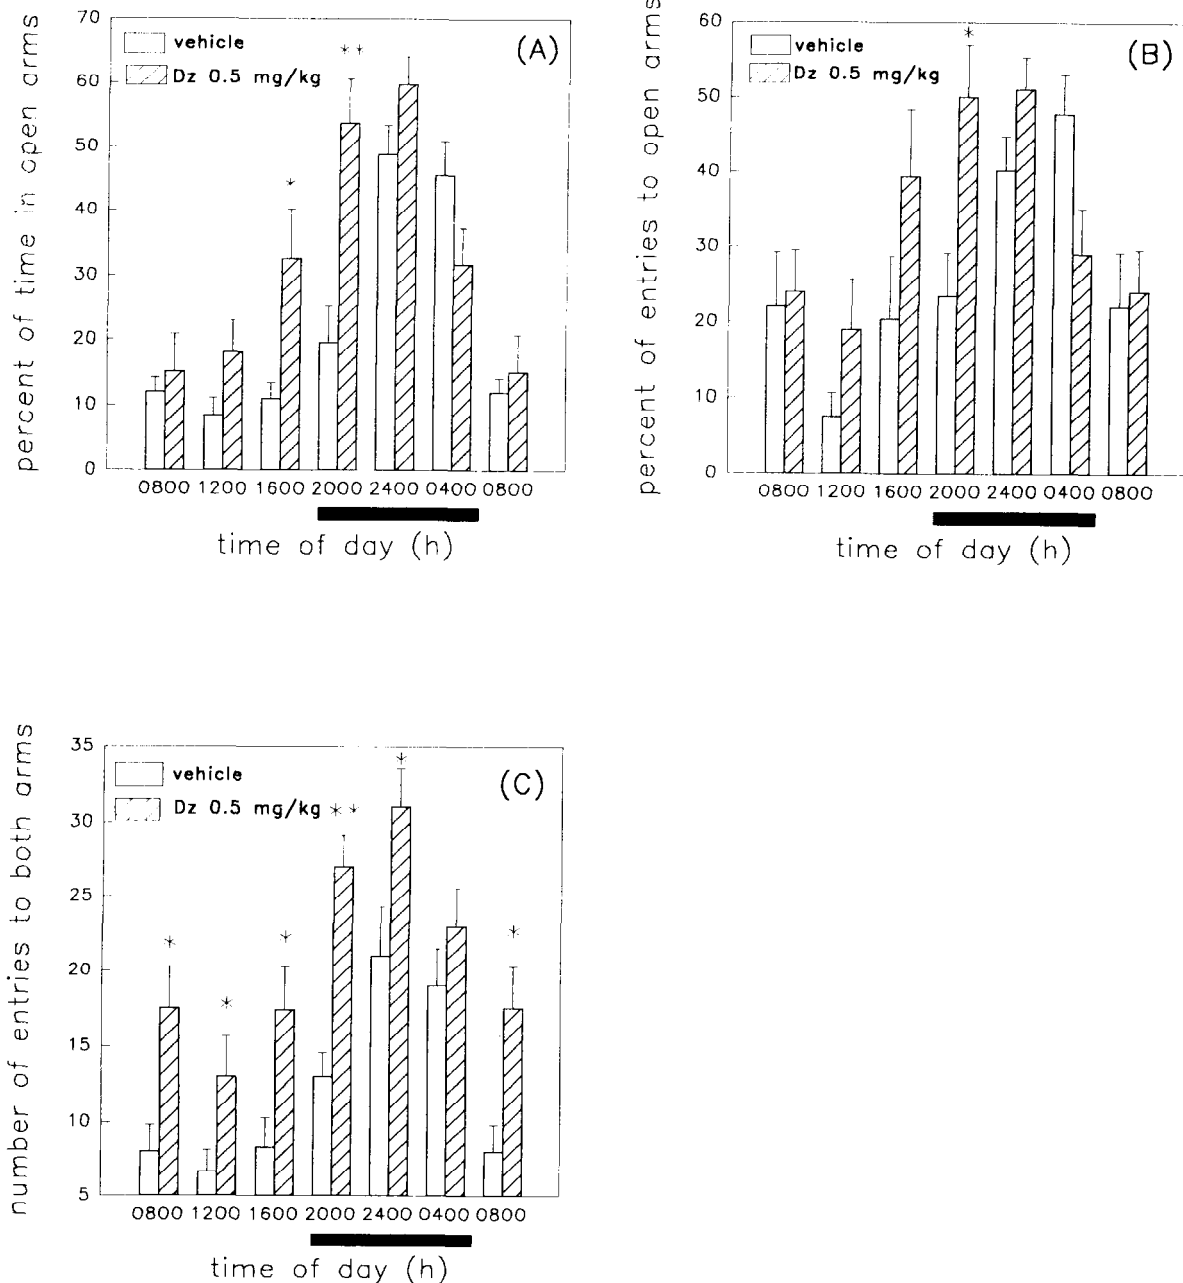 percent of time in open arms
70
60
50
40
30
20
10
0
vehicle
Dz 0.5 mg/kg
(A)
*
**
0800 1200 1600 2000 2400 0400 0800
time of day (h)
percent of entries to open arms
60
50
40
30
20
10
0
vehicle
Dz 0.5 mg/kg
(B)
*
0800 1200 1600 2000 2400 0400 0800
time of day (h)
number of entries to both arms
35
30
25
20
15
10
5
vehicle
Dz 0.5 mg/kg
(C)
*
*
*
**
*
*
0800 1200 1600 2000 2400 0400 0800
time of day (h)